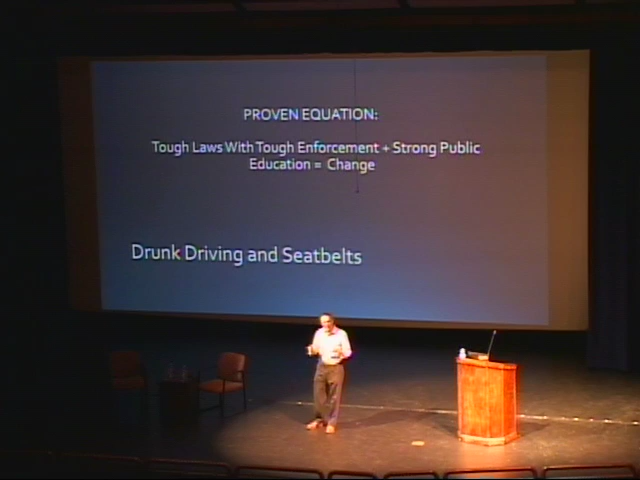 PROVEN EQUATION:
Tough Laws With Tough Enforcement + Strong Public
Education = Change
Drunk Driving and Seatbelts